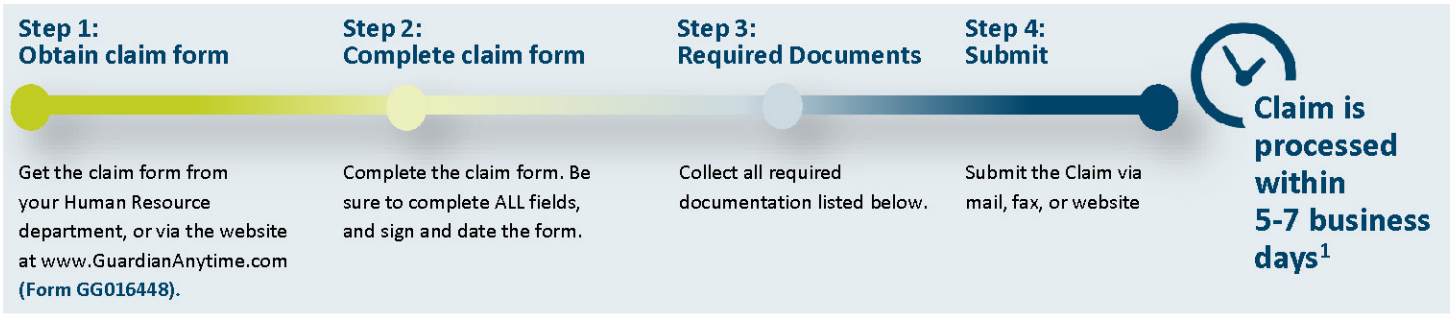 Step 1:
Obtain claim form
Get the claim form from
your Human Resource
department, or via the website
at www.GuardianAnytime.com
(Form GG016448).
Step 2:
Complete claim form
Complete the claim form. Be
sure to complete ALL fields,
and sign and date the form.
Step 3:
Required Documents
Collect all required
documentation listed below.
Step 4:
Submit
Submit the Claim via
mail, fax, or website
Claim is
processed
within
5-7 business
days1